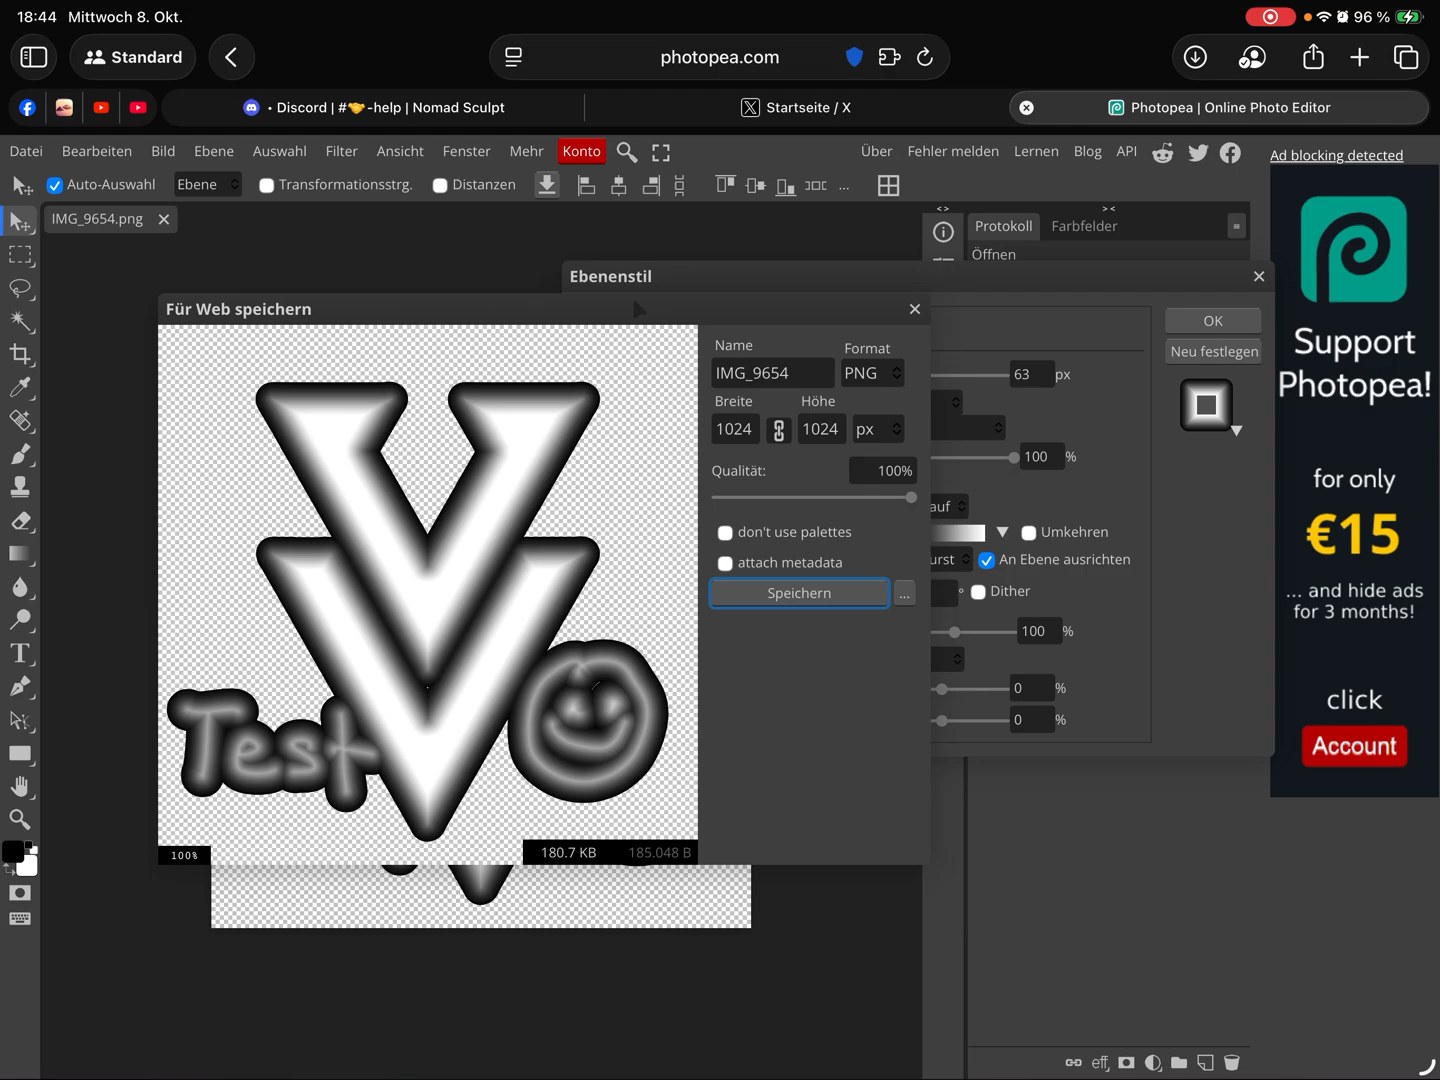 18:44 Mittwoch 8. Okt.
96 %
Standard
photopea.com
• Discord | #🤝-help | Nomad Sculpt
Startseite / X
Photopea | Online Photo Editor
Datei Bearbeiten Bild Ebene Auswahl Filter Ansicht Fenster Mehr Konto
Über Fehler melden Lernen Blog API
Ad blocking detected
Auto-Auswahl Ebene Transformationsstrg. Distanzen ...
IMG_9654.png
< > > <
Protokoll Farbfelder
Öffnen
Ebenenstil
Für Web speichern
OK
Neu festlegen
Name Format
IMG_9654 PNG
Breite Höhe
1024 1024 px
Qualität: 100%
don't use palettes
attach metadata
Speichern ...
63 px
100 %
auf
Umkehren
urst An Ebene ausrichten
° Dither
100 %
0 %
0 %
Test
100%
180.7 KB 185.048 B
eff
Support
Photopea!
for only
€15
... and hide ads
for 3 months!
click
Account